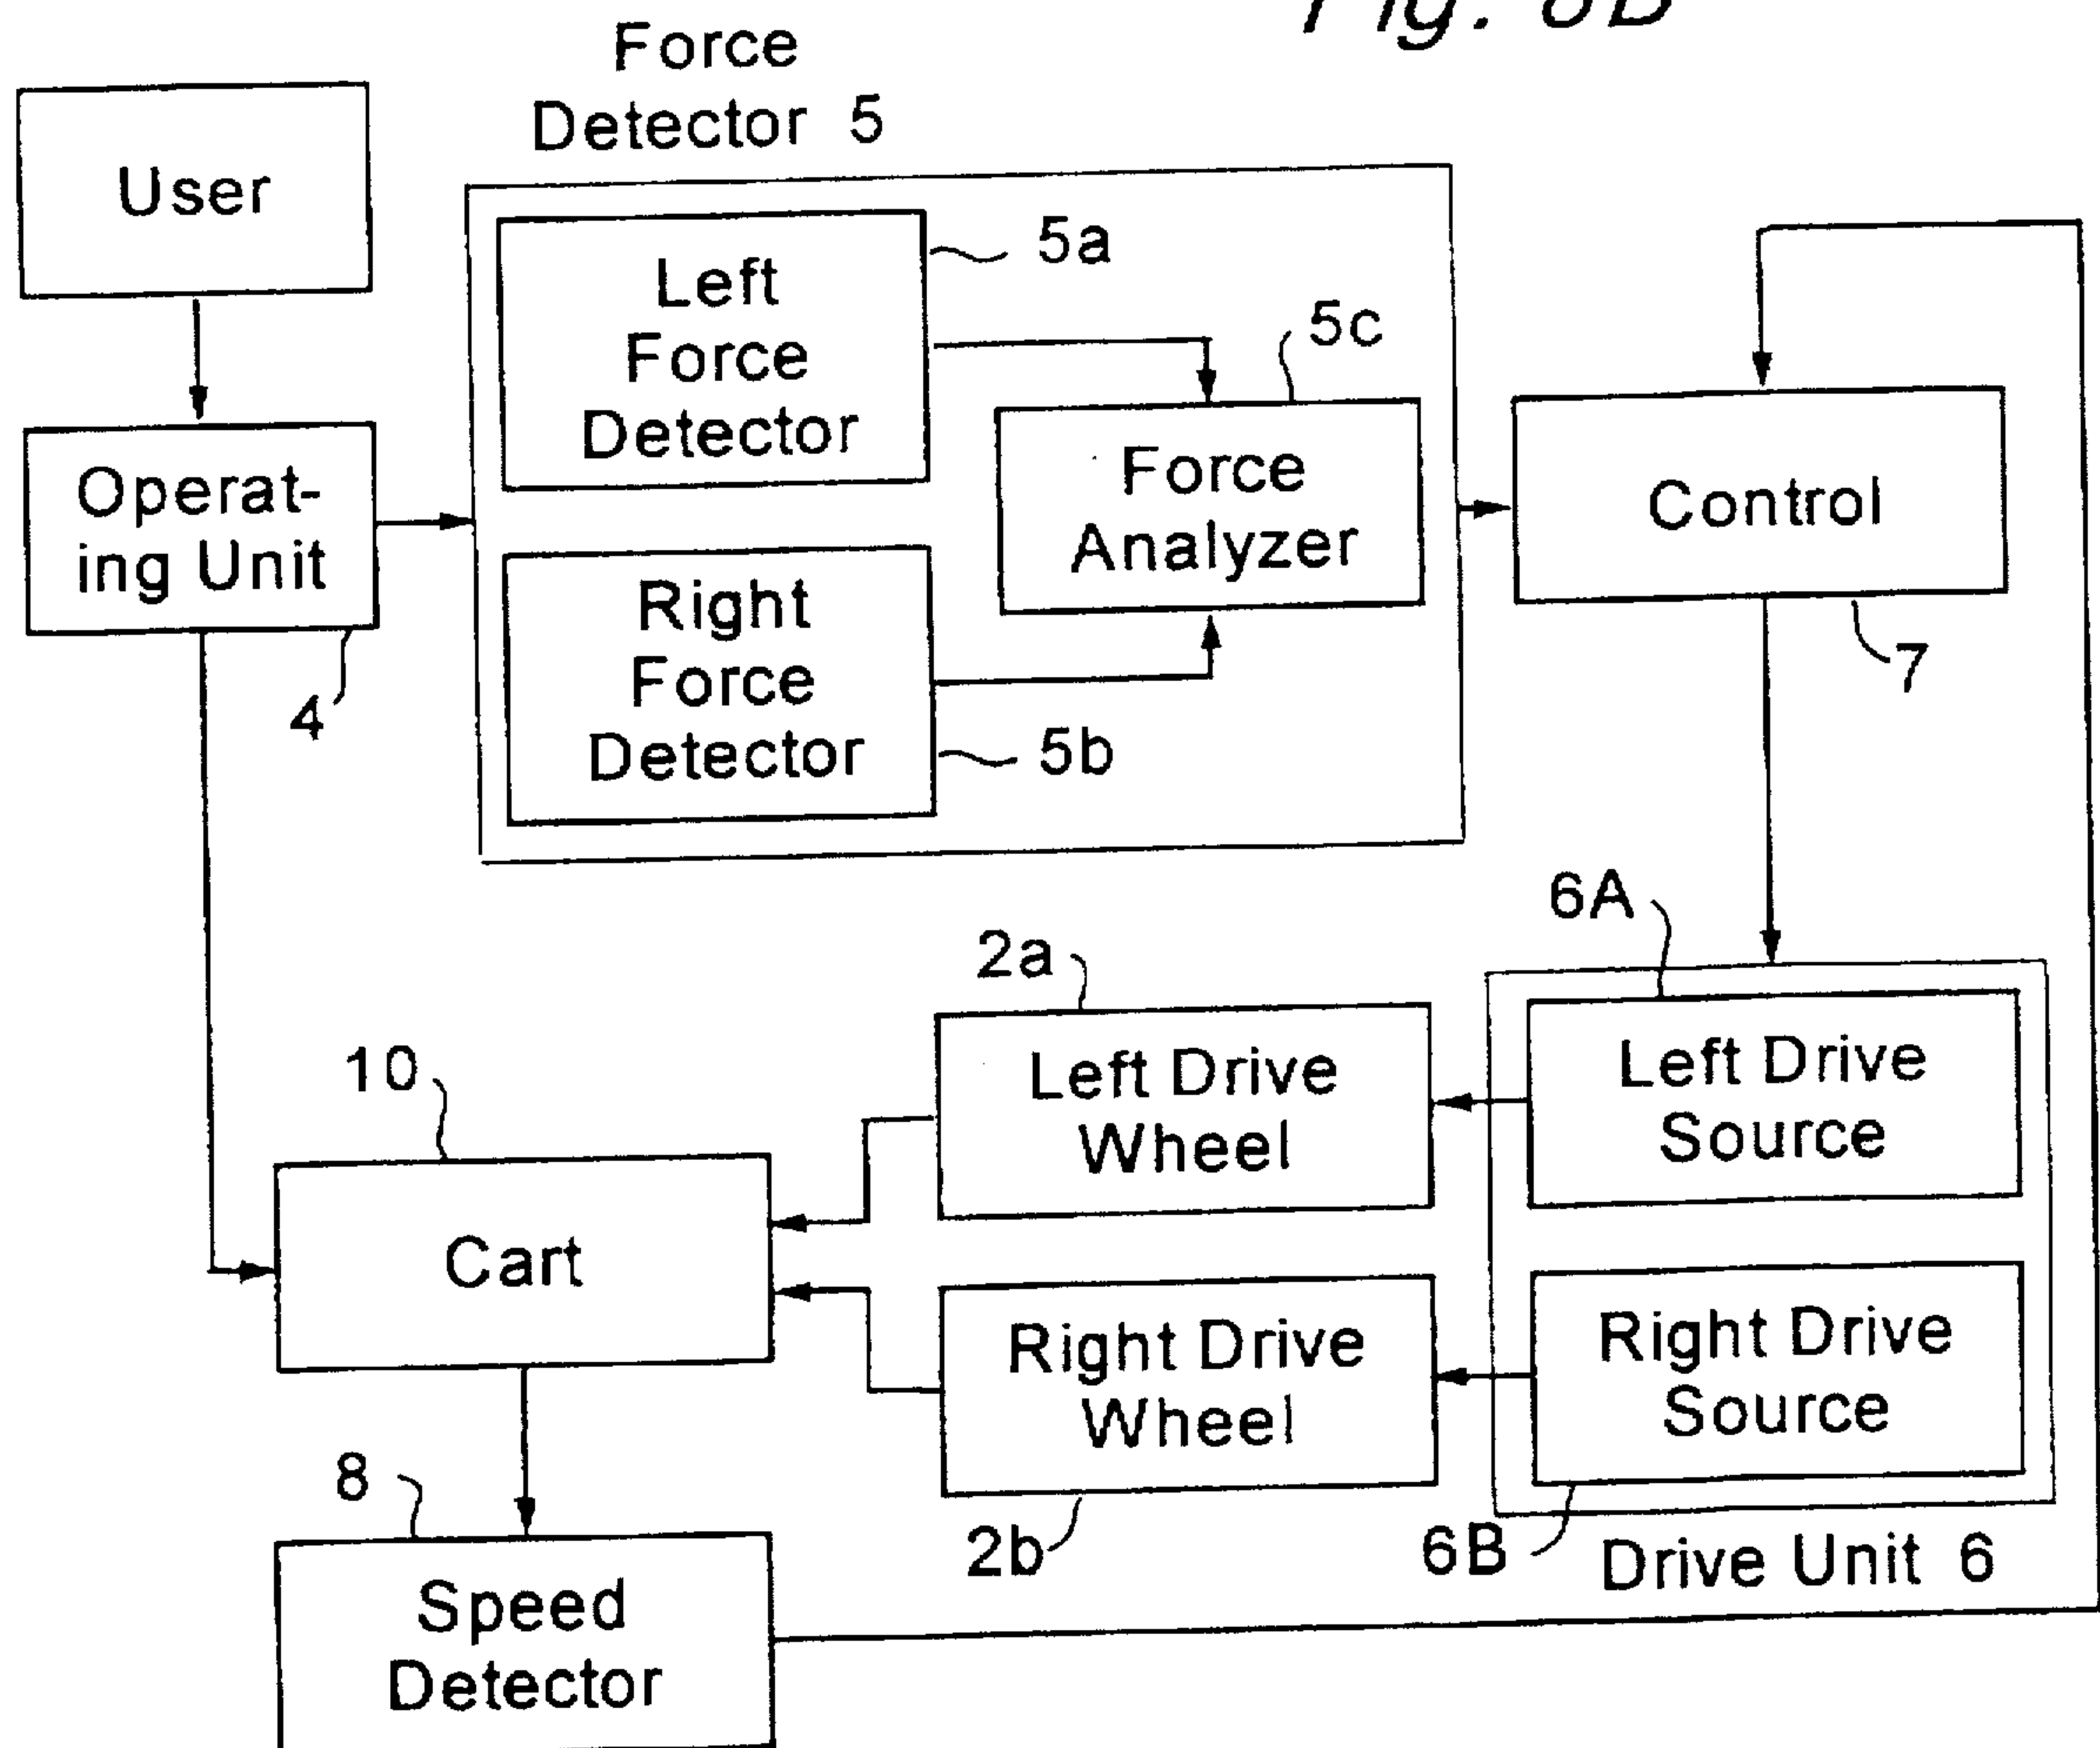 Force
Detector 5
User
Left
Force
Detector
5a
5c
Force
Analyzer
Operat-
ing Unit
4
Right
Force
Detector
5b
Control
7
6A
2a
Left Drive
Source
Left Drive
Wheel
10
Cart
Right Drive
Source
Right Drive
Wheel
2b
6B
Drive Unit 6
8
Speed
Detector